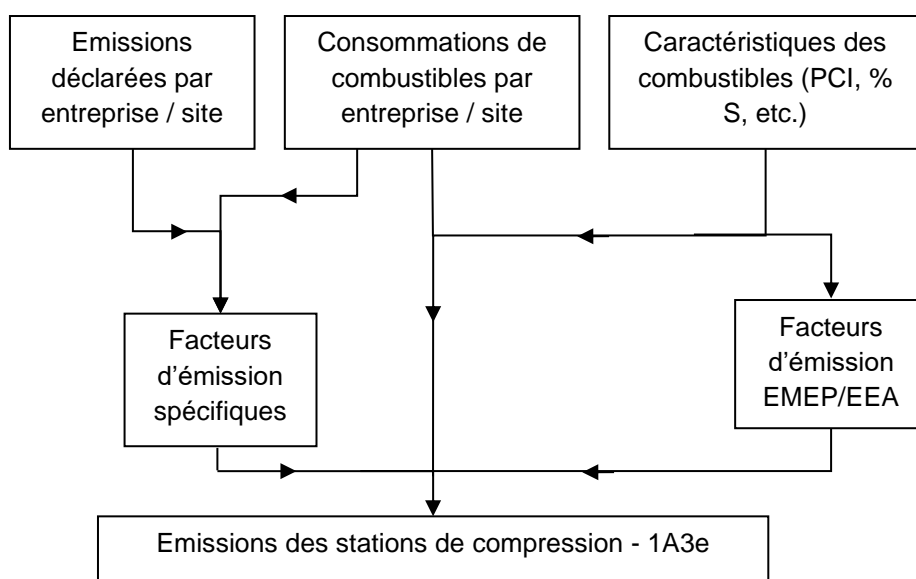 Emissions
déclarées par
entreprise / site
Consommations de
combustibles par
entreprise / site
Caractéristiques des
combustibles (PCI, %
S, etc.)
Facteurs
d'émission
spécifiques
Facteurs
d'émission
EMEP/EEA
Emissions des stations de compression - 1A3e